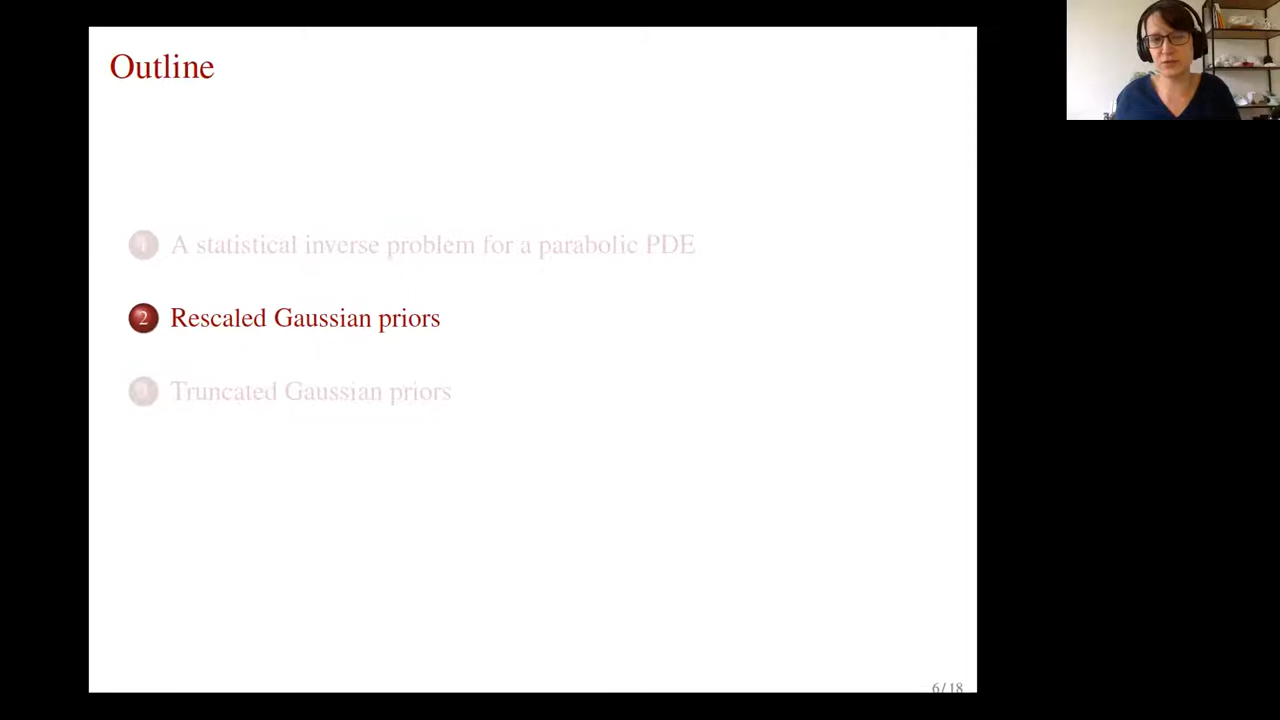 Outline
1 A statistical inverse problem for a parabolic PDE
2 Rescaled Gaussian priors
3 Truncated Gaussian priors
6 / 18